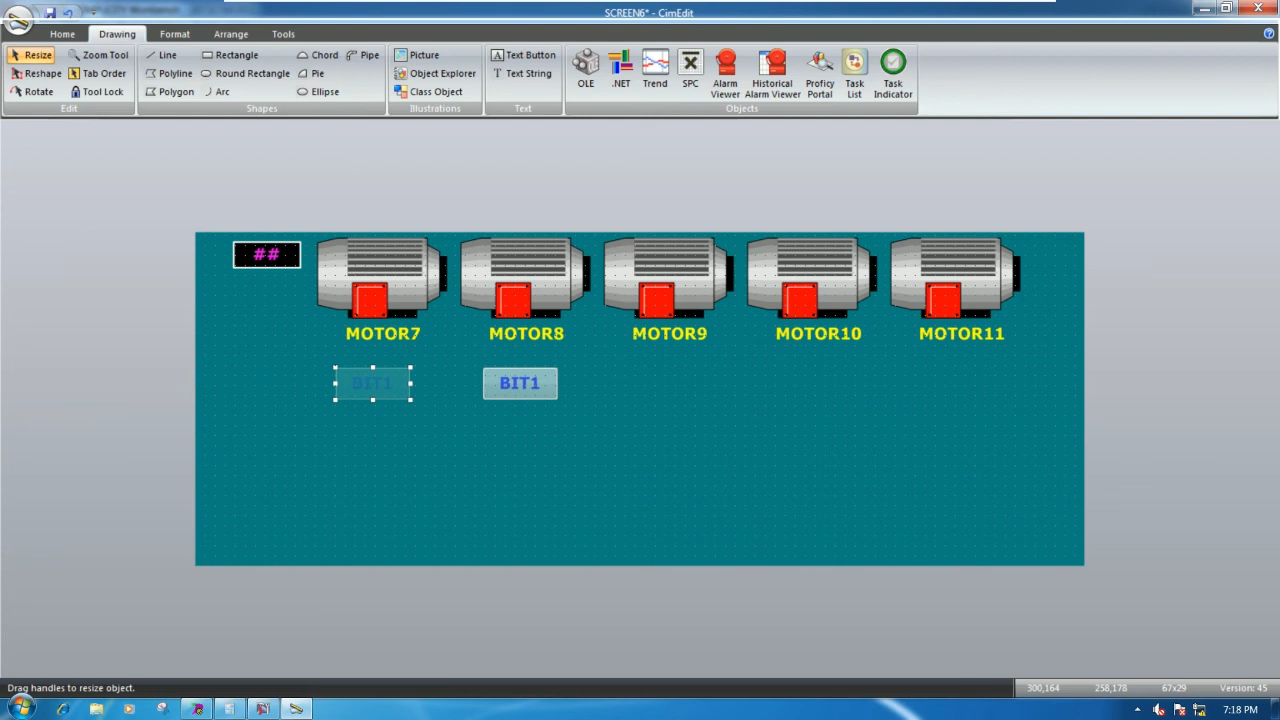 SCREEN6* - CimEdit
Home Drawing Format Arrange Tools
Resize Zoom Tool Line Rectangle Chord Pipe Picture Text Button
Reshape Tab Order Polyline Round Rectangle Pie Object Explorer Text String
Rotate Tool Lock Polygon Arc Ellipse Class Object
OLE .NET Trend SPC Alarm Viewer Historical Alarm Viewer Proficy Portal Task List Task Indicator
Edit Shapes Illustrations Text Objects
##
MOTOR7 MOTOR8 MOTOR9 MOTOR10 MOTOR11
BIT1 BIT1
Drag handles to resize object. 300,164 258,178 67x29 Version: 45
7:18 PM